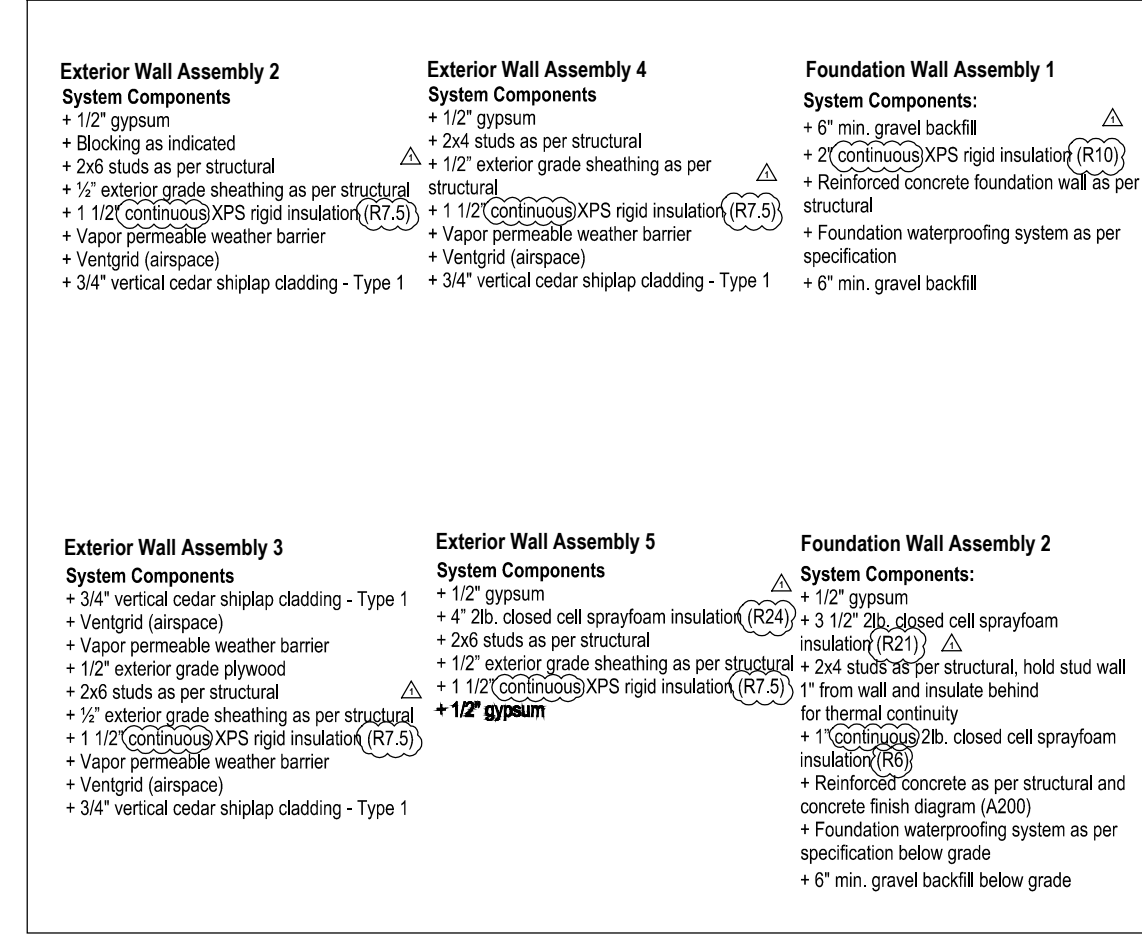 Exterior Wall Assembly 2
System Components
+ 1/2" gypsum
+ Blocking as indicated
+ 2x6 studs as per structural
1
+ ½” exterior grade sheathing as per structural
+ 1 1/2" continuous XPS rigid insulation (R7.5)
+ Vapor permeable weather barrier
+ Ventgrid (airspace)
+ 3/4" vertical cedar shiplap cladding - Type 1
Exterior Wall Assembly 4
System Components
+ 1/2" gypsum
+ 2x4 studs as per structural
+ 1/2” exterior grade sheathing as per
structural
1
+ 1 1/2" continuous XPS rigid insulation (R7.5)
+ Vapor permeable weather barrier
+ Ventgrid (airspace)
+ 3/4" vertical cedar shiplap cladding - Type 1
Foundation Wall Assembly 1
System Components:
+ 6" min. gravel backfill
1
+ 2" continuous XPS rigid insulation (R10)
+ Reinforced concrete foundation wall as per
structural
+ Foundation waterproofing system as per
specification
+ 6" min. gravel backfill
Exterior Wall Assembly 3
System Components
+ 3/4" vertical cedar shiplap cladding - Type 1
+ Ventgrid (airspace)
+ Vapor permeable weather barrier
+ 1/2" exterior grade plywood
+ 2x6 studs as per structural
1
+ ½” exterior grade sheathing as per structural
+ 1 1/2" continuous XPS rigid insulation (R7.5)
+ Vapor permeable weather barrier
+ Ventgrid (airspace)
+ 3/4" vertical cedar shiplap cladding - Type 1
Exterior Wall Assembly 5
System Components
+ 1/2" gypsum
1
+ 4” 2lb. closed cell sprayfoam insulation (R24)
+ 2x6 studs as per structural
+ 1/2” exterior grade sheathing as per structural
+ 1 1/2" continuous XPS rigid insulation (R7.5)
+ 1/2" gypsum
Foundation Wall Assembly 2
System Components:
+ 1/2" gypsum
+ 3 1/2" 2lb. closed cell sprayfoam
insulation (R21) 1
+ 2x4 studs as per structural, hold stud wall
1" from wall and insulate behind
for thermal continuity
+ 1” continuous 2lb. closed cell sprayfoam
insulation (R6)
+ Reinforced concrete as per structural and
concrete finish diagram (A200)
+ Foundation waterproofing system as per
specification below grade
+ 6" min. gravel backfill below grade